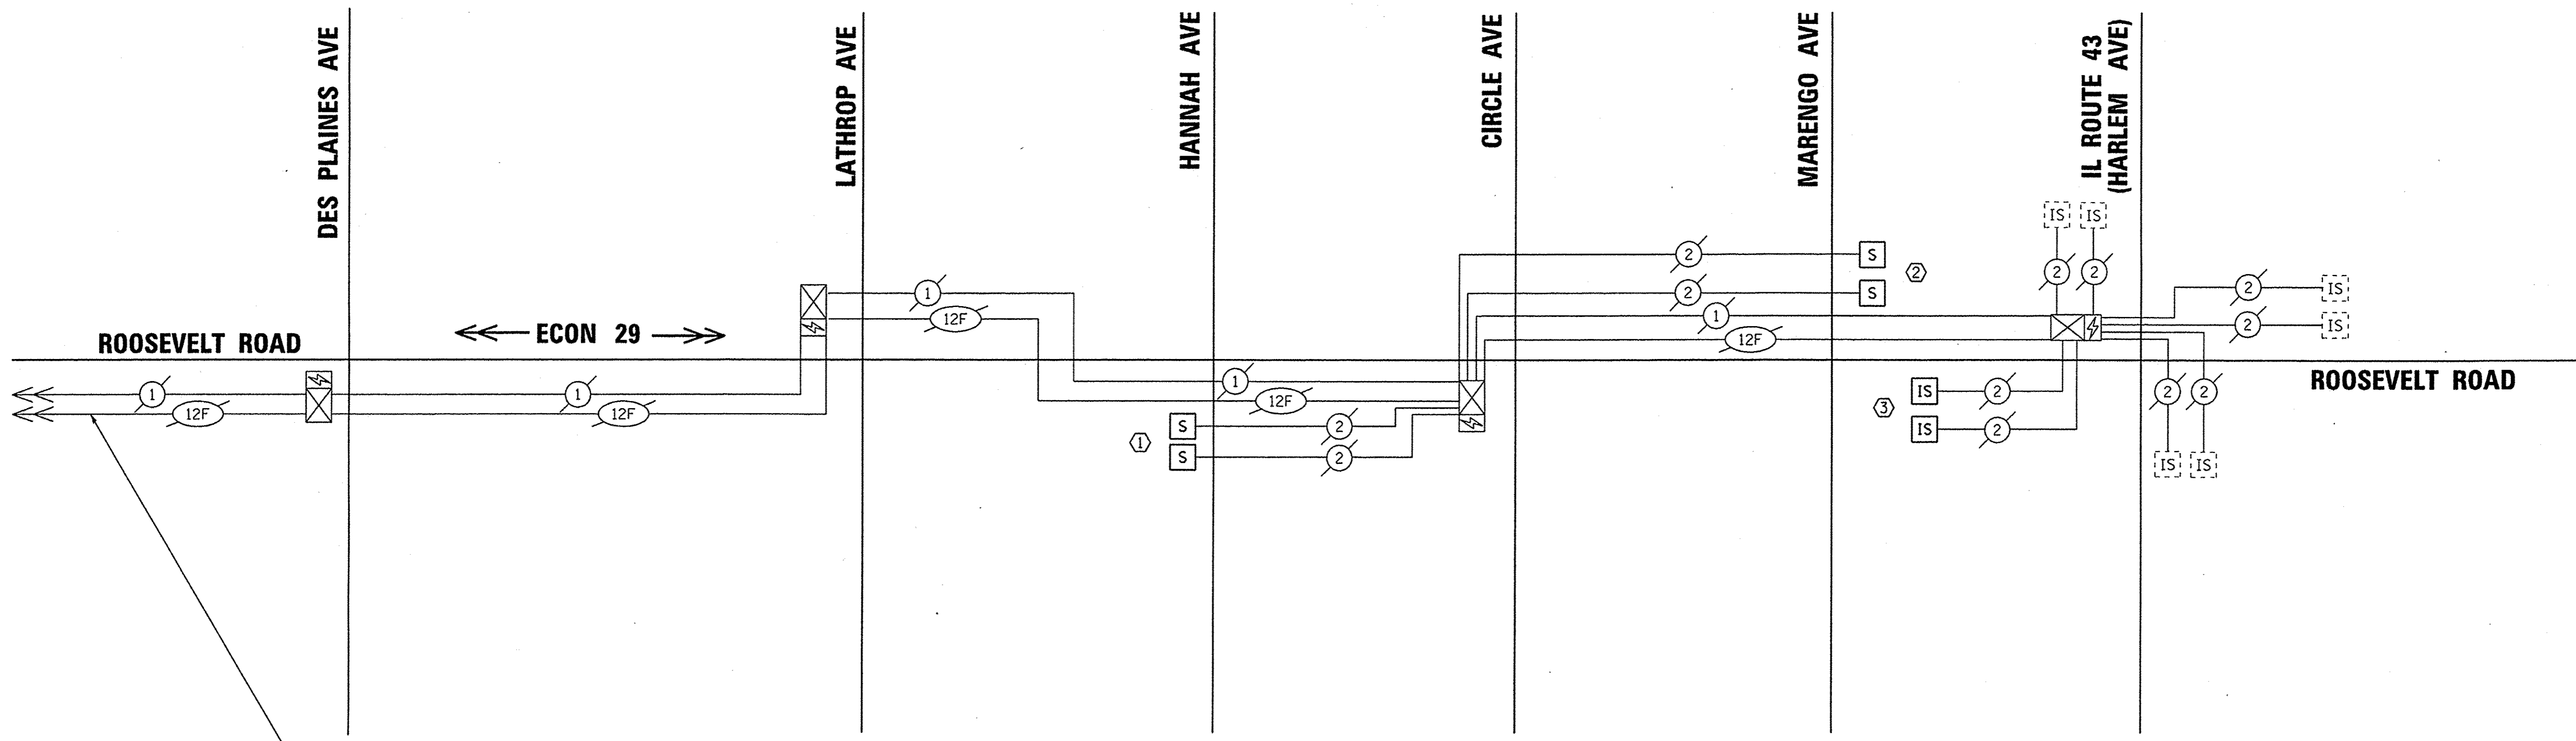 DES PLAINES AVE
LATHROP AVE
HANNAH AVE
CIRCLE AVE
MARENGO AVE
IL ROUTE 43
(HARLEM AVE)
IS IS
2 S 2 2 2
1 2 S 2 IS
ROOSEVELT ROAD ECON 29 12F 1 2 IS
12F
ROOSEVELT ROAD
1 1 1 IS 2 2 2
12F 12F 12F 3
S 2 IS 2
1
S 2 IS IS